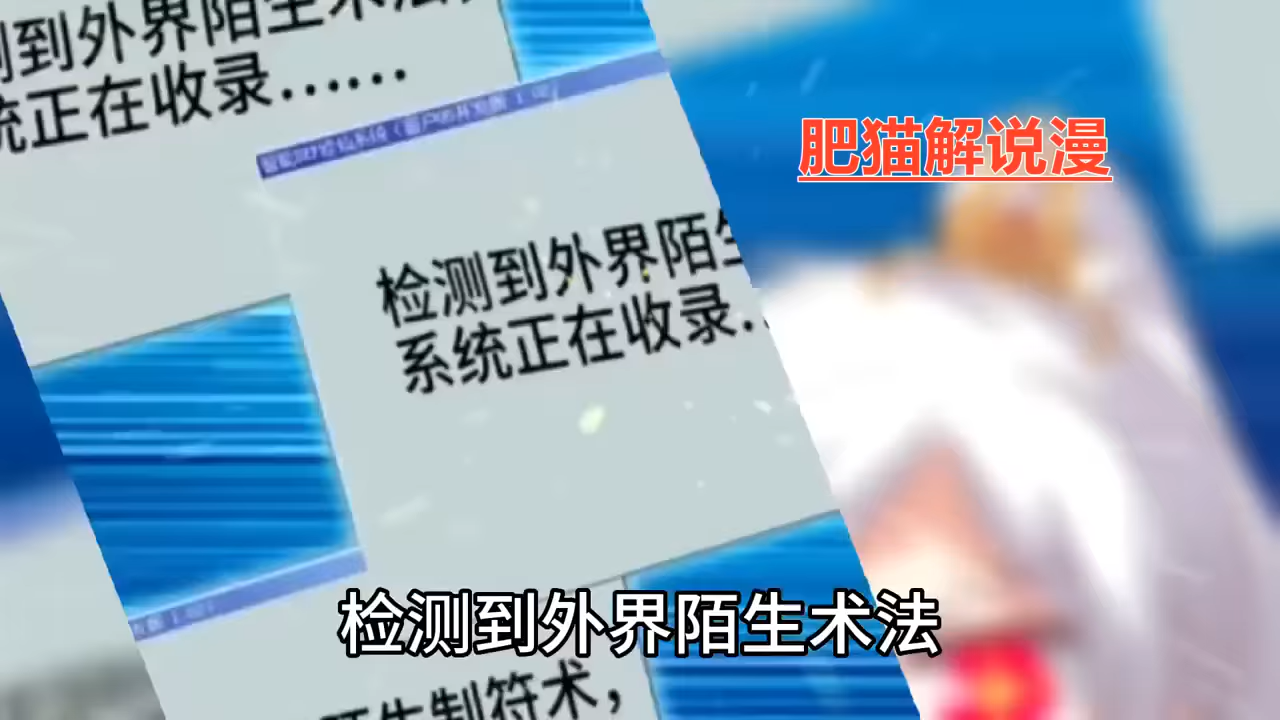 到外界陌生术法，
统正在收录……
肥猫解说漫
检测到外界陌生
系统正在收录..
检测到外界陌生术法
陌生制符术，